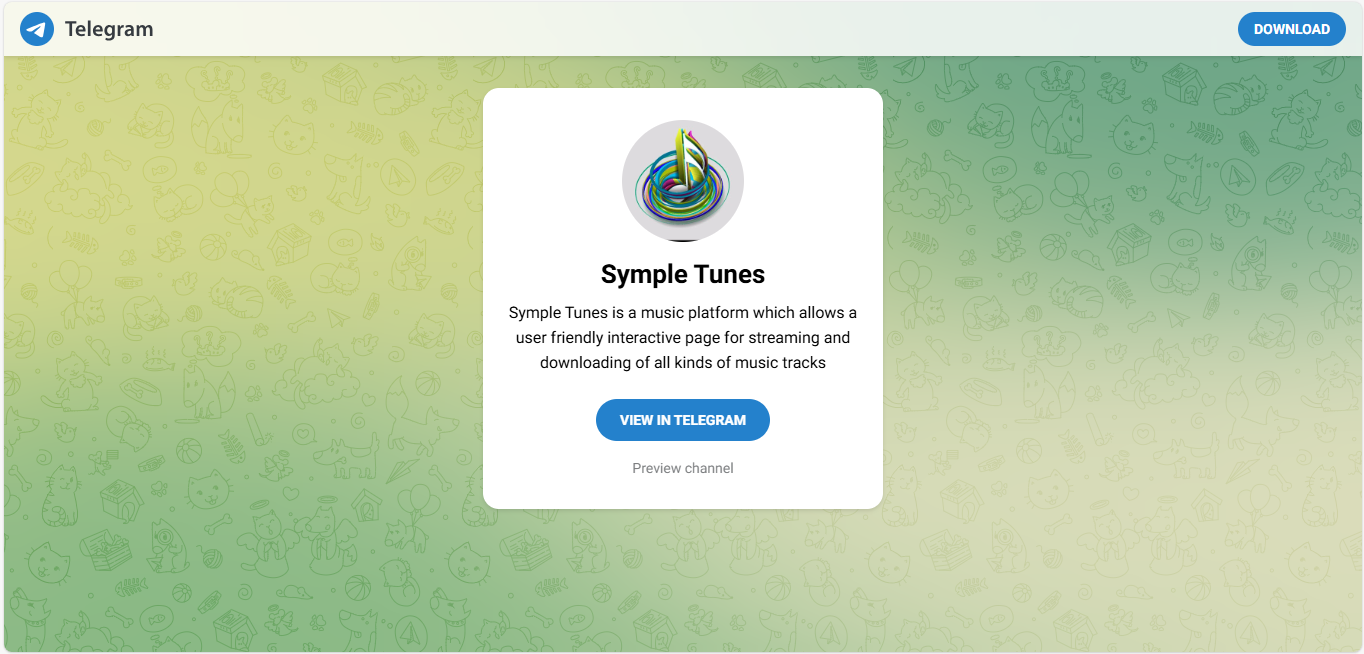 Telegram
DOWNLOAD
Symple Tunes
Symple Tunes is a music platform which allows a
user friendly interactive page for streaming and
downloading of all kinds of music tracks
VIEW IN TELEGRAM
Preview channel